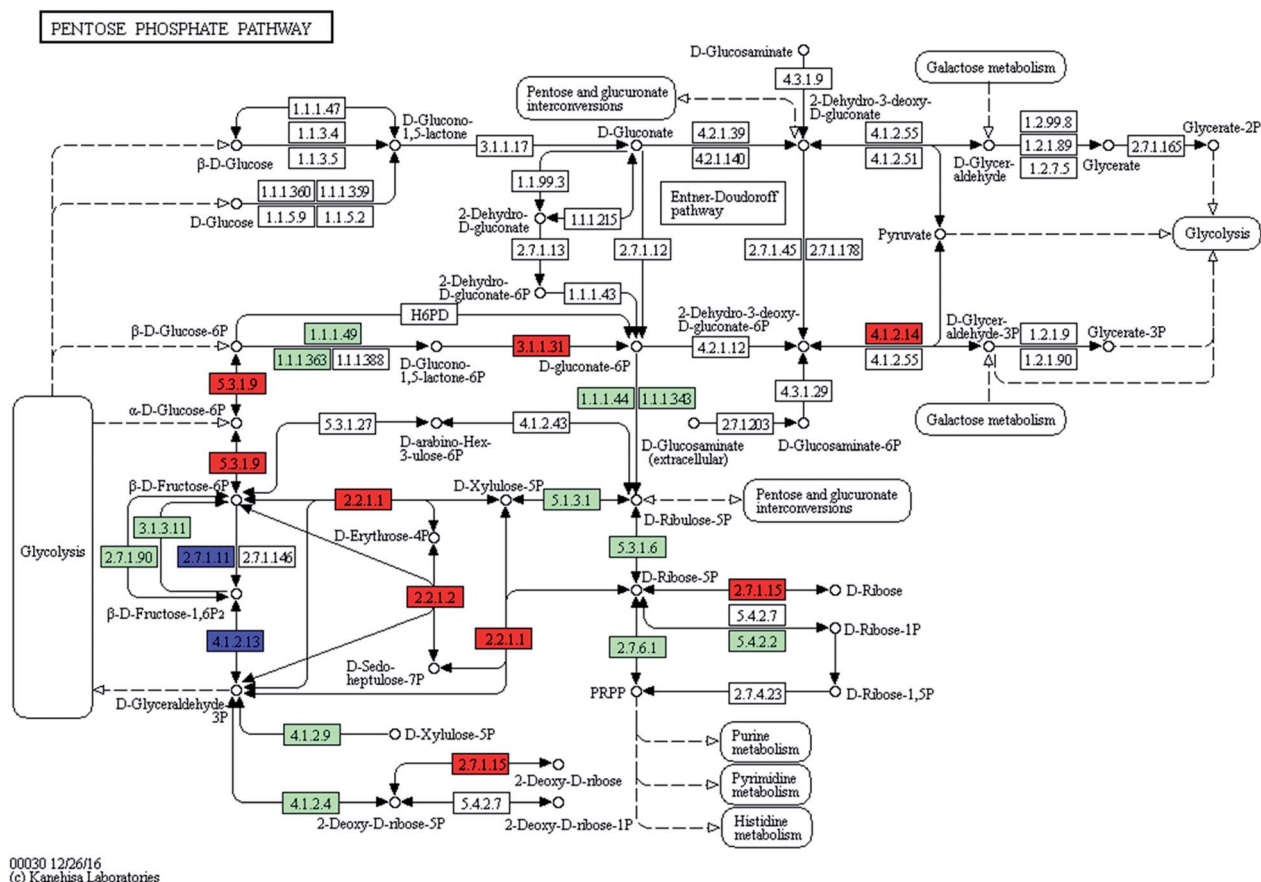 PENTOSE PHOSPHATE PATHWAY
D-Glucosaminate
4.3.1.9
Galactose metabolism
Pentose and glucuronate
interconversions
2-Dehydro-3-deoxy-
D-gluconate
1.1.1.47
1.1.3.4
1.1.3.5
β-D-Glucose
D-Glucono-
1,5-lactone
3.1.1.17
D-Gluconate
4.2.1.39
4.2.1.140
4.1.2.55
4.1.2.51
D-Glycer-
aldehyde
1.2.99.8
1.2.1.89
1.2.7.5
Glycerate
2.7.1.165
Glycerate-2P
1.1.1.360
1.1.1.359
D-Glucose
1.1.5.9
1.1.5.2
1.1.99.3
2-Dehydro-
D-gluconate
1.1.1.215
Entner-Doudoroff
pathway
2.7.1.13
2.7.1.12
2.7.1.45
2.7.1.178
Pyruvate
Glycolysis
2-Dehydro-
D-gluconate-6P
1.1.1.43
β-D-Glucose-6P
H6PD
1.1.1.49
1.1.1.363
1.1.1.388
D-Glucono-
1,5-lactone-6P
3.1.1.31
D-gluconate-6P
2-Dehydro-3-deoxy-
D-gluconate-6P
4.2.1.12
4.1.2.14
4.1.2.55
D-Glycer-
aldehyde-3P
1.2.1.9
1.2.1.90
Glycerate-3P
5.3.1.9
α-D-Glucose-6P
5.3.1.27
D-arabino-Hex-
3-ulose-6P
4.1.2.43
1.1.1.44
1.1.1.343
4.3.1.29
D-Glucosaminate
(extracellular)
2.7.1.203
D-Glucosaminate-6P
Galactose metabolism
5.3.1.9
β-D-Fructose-6P
2.2.1.1
D-Xylulose-5P
5.1.3.1
D-Ribulose-5P
Pentose and glucuronate
interconversions
Glycolysis
3.1.3.11
2.7.1.90
2.7.1.11
2.7.1.146
D-Erythrose-4P
5.3.1.6
β-D-Fructose-1,6P2
2.2.1.2
D-Ribose-5P
2.7.1.15
D-Ribose
4.1.2.13
2.2.1.1
2.7.6.1
5.4.2.7
5.4.2.2
D-Ribose-1P
D-Sedo-
heptulose-7P
D-Glyceraldehyde-
3P
PRPP
2.7.4.23
D-Ribose-1,5P
4.1.2.9
D-Xylulose-5P
Purine
metabolism
2.7.1.15
2-Deoxy-D-ribose
Pyrimidine
metabolism
4.1.2.4
2-Deoxy-D-ribose-5P
5.4.2.7
2-Deoxy-D-ribose-1P
Histidine
metabolism
00030 12/26/16
(c) Kanehisa Laboratories